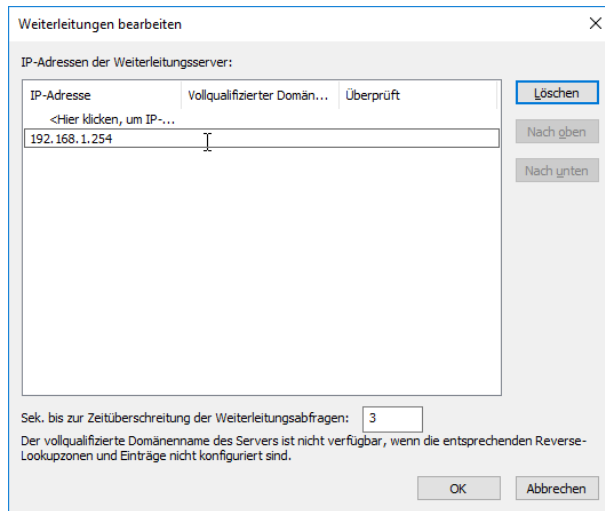 Weiterleitungen bearbeiten
IP-Adressen der Weiterleitungsserver:
IP-Adresse Vollqualifizierter Domän... Überprüft
<Hier klicken, um IP-...
192.168.1.254
Löschen
Nach oben
Nach unten
Sek. bis zur Zeitüberschreitung der Weiterleitungsabfragen: 3
Der vollqualifizierte Domänenname des Servers ist nicht verfügbar, wenn die entsprechenden Reverse-
Lookupzonen und Einträge nicht konfiguriert sind.
OK Abbrechen